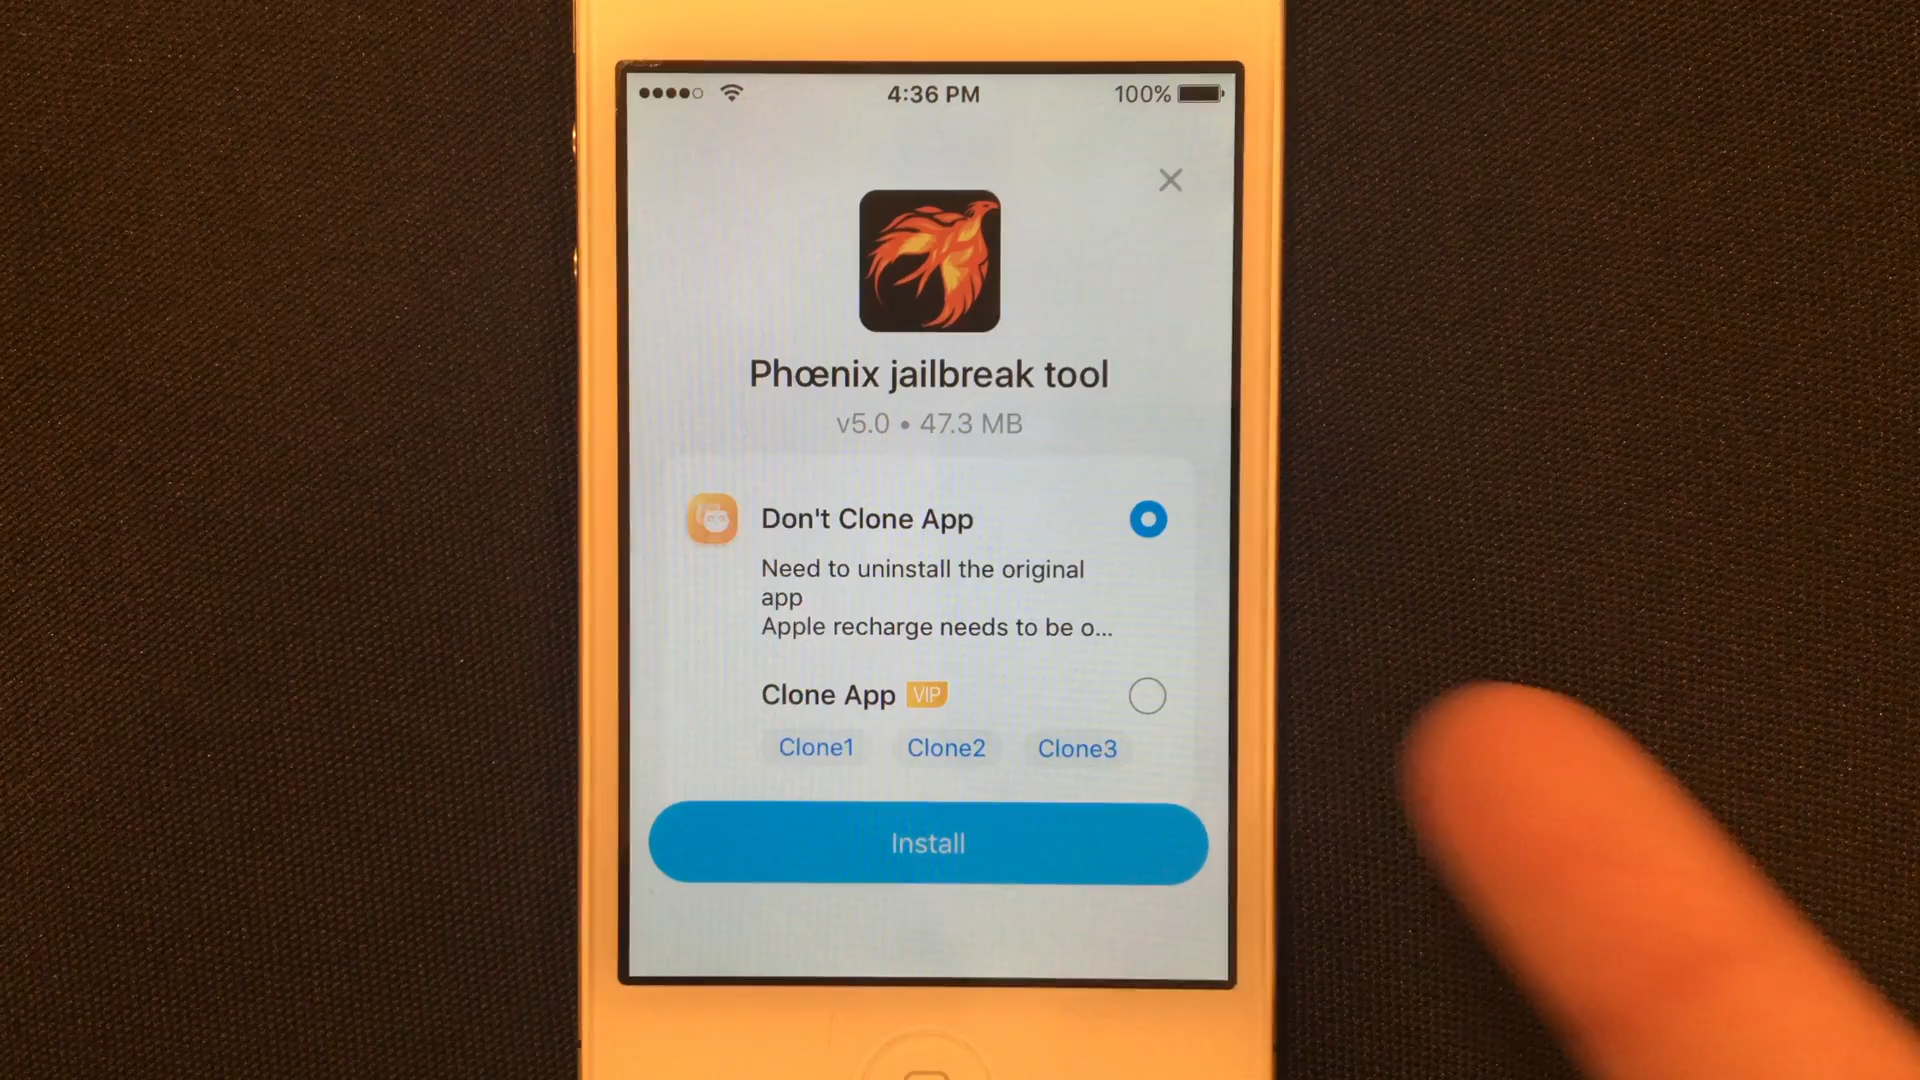 4:36 PM
100%
Phœnix jailbreak tool
v5.0 • 47.3 MB
Don't Clone App
Need to uninstall the original
app
Apple recharge needs to be o...
Clone App VIP
Clone1 Clone2 Clone3
Install